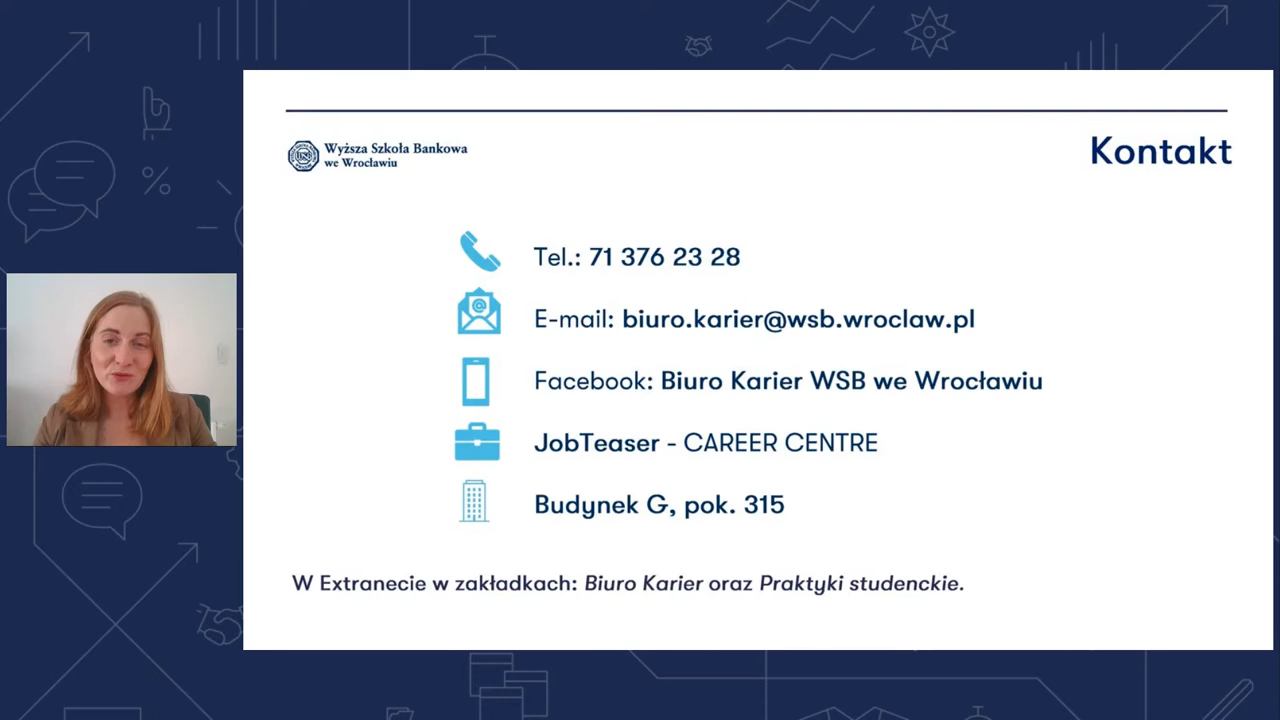 Wyższa Szkoła Bankowa
we Wrocławiu
Kontakt
Tel.: 71 376 23 28
E-mail: biuro.karier@wsb.wroclaw.pl
Facebook: Biuro Karier WSB we Wrocławiu
JobTeaser - CAREER CENTRE
Budynek G, pok. 315
W Extranecie w zakładkach: Biuro Karier oraz Praktyki studenckie.